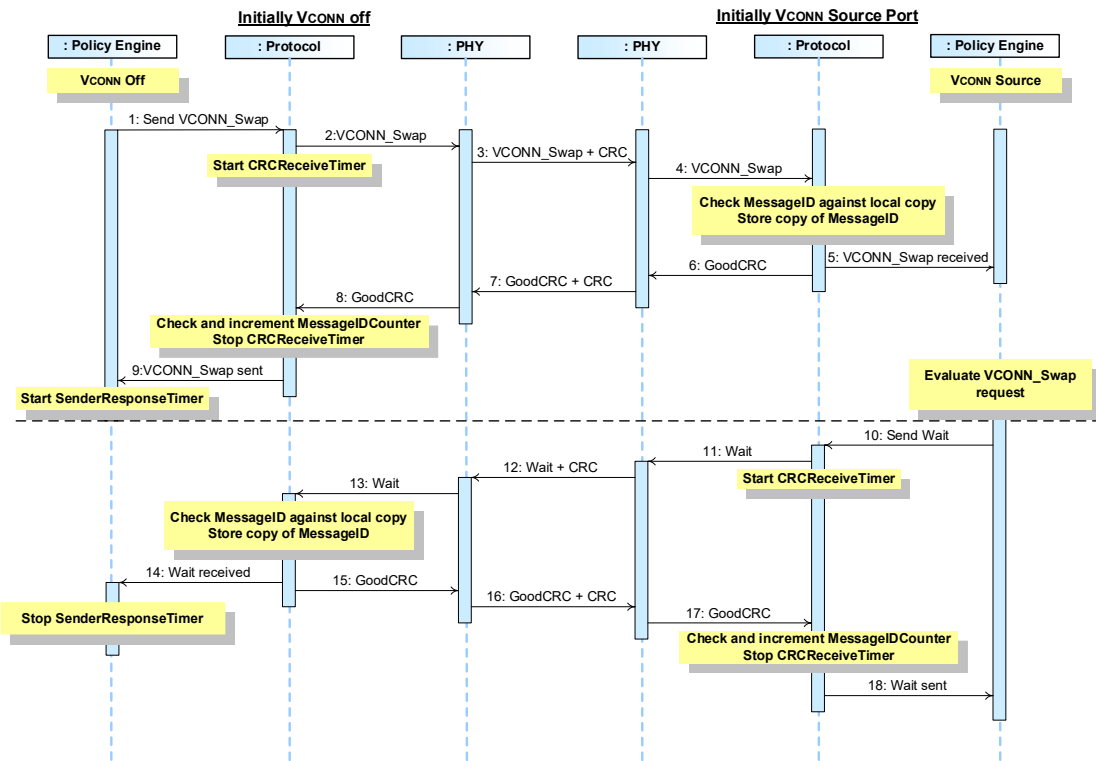 Initially VCONN off
Initially VCONN Source Port
: Policy Engine
: Protocol
: PHY
: PHY
: Protocol
: Policy Engine
VCONN Off
VCONN Source
1: Send VCONN_Swap
2:VCONN_Swap
3: VCONN_Swap + CRC
Start CRCReceiveTimer
4: VCONN_Swap
Check MessageID against local copy
Store copy of MessageID
5: VCONN_Swap received
6: GoodCRC
7: GoodCRC + CRC
8: GoodCRC
Check and increment MessageIDCounter
Stop CRCReceiveTimer
9:VCONN_Swap sent
Start SenderResponseTimer
Evaluate VCONN_Swap
request
10: Send Wait
11: Wait
Start CRCReceiveTimer
12: Wait + CRC
13: Wait
Check MessageID against local copy
Store copy of MessageID
14: Wait received
15: GoodCRC
Stop SenderResponseTimer
16: GoodCRC + CRC
17: GoodCRC
Check and increment MessageIDCounter
Stop CRCReceiveTimer
18: Wait sent